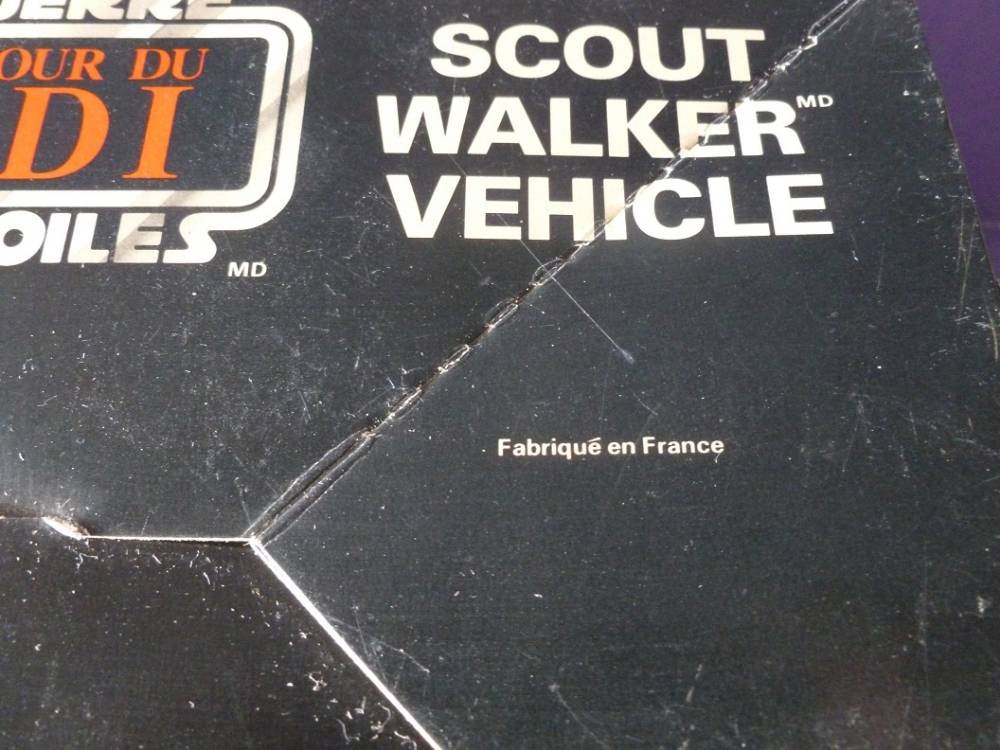 OUR DU
DI
OILES
MD
SCOUT
WALKER MD
VEHICLE
Fabriqué en France